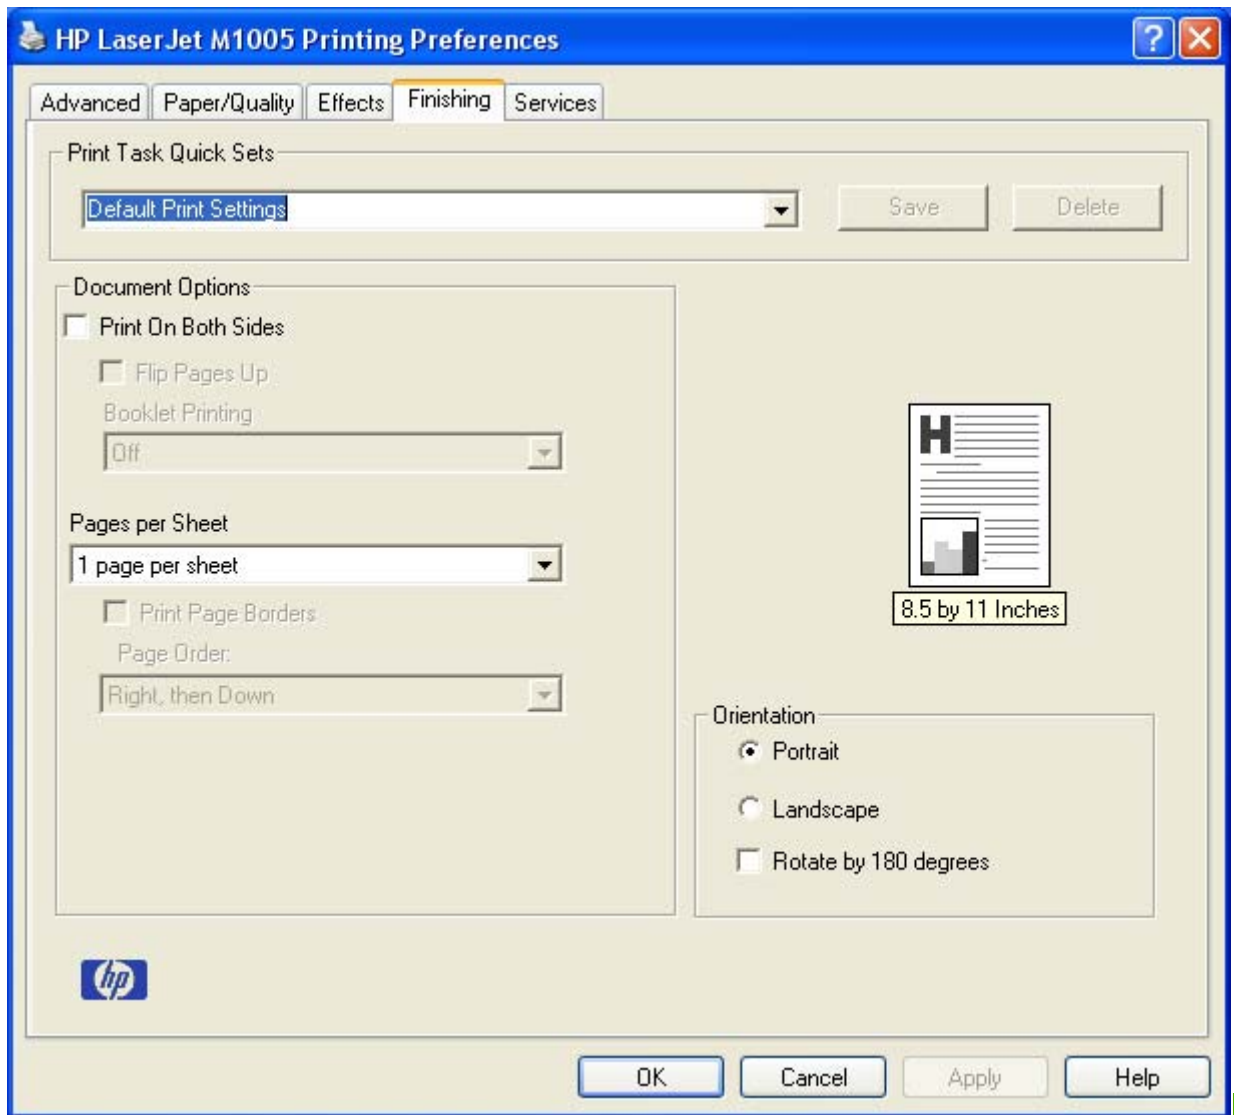 HP LaserJet M1005 Printing Preferences
Advanced Paper/Quality Effects Finishing Services
Print Task Quick Sets
Default Print Settings Save Delete
Document Options
Print On Both Sides
Flip Pages Up
Booklet Printing
Off
Pages per Sheet
1 page per sheet
Print Page Borders
Page Order:
Right, then Down
H
8.5 by 11 Inches
Orientation
Portrait
Landscape
Rotate by 180 degrees
hp
OK Cancel Apply Help